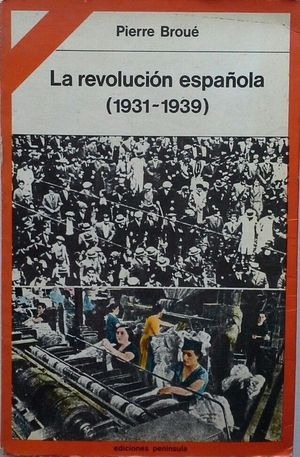 Pierre Broué
La revolución española
(1931-1939)
ediciones península